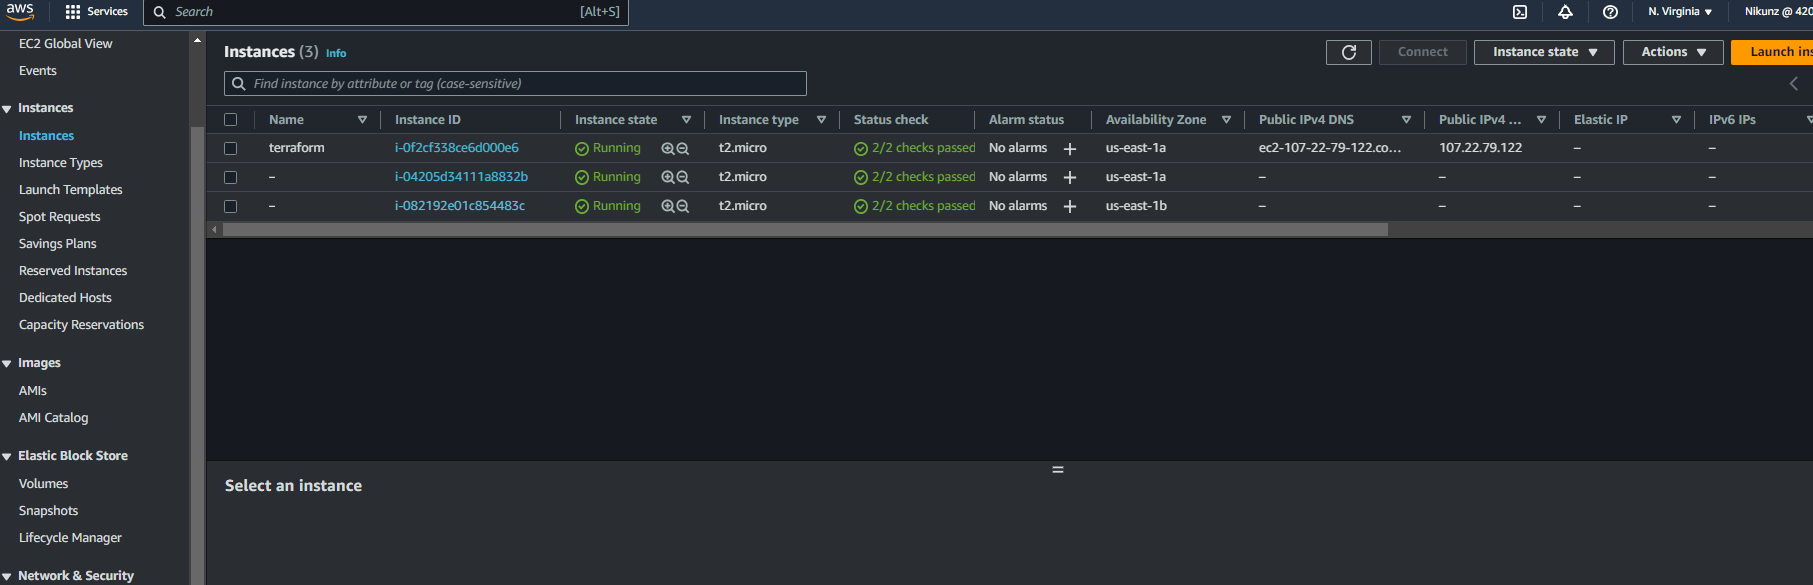 aws Services Search [Alt+S] N. Virginia Nikunz @ 420
EC2 Global View
Events
Instances
Instances
Instance Types
Launch Templates
Spot Requests
Savings Plans
Reserved Instances
Dedicated Hosts
Capacity Reservations
Images
AMIs
AMI Catalog
Elastic Block Store
Volumes
Snapshots
Lifecycle Manager
Network & Security
Instances (3) Info Connect Instance state Actions Launch ins
Find instance by attribute or tag (case-sensitive)
Name Instance ID Instance state Instance type Status check Alarm status Availability Zone Public IPv4 DNS Public IPv4 ... Elastic IP IPv6 IPs
terraform i-0f2cf338ce6d000e6 Running t2.micro 2/2 checks passed No alarms + us-east-1a ec2-107-22-79-122.co... 107.22.79.122 – –
– i-04205d34111a8832b Running t2.micro 2/2 checks passed No alarms + us-east-1a – – – –
– i-082192e01c854483c Running t2.micro 2/2 checks passed No alarms + us-east-1b – – – –
Select an instance